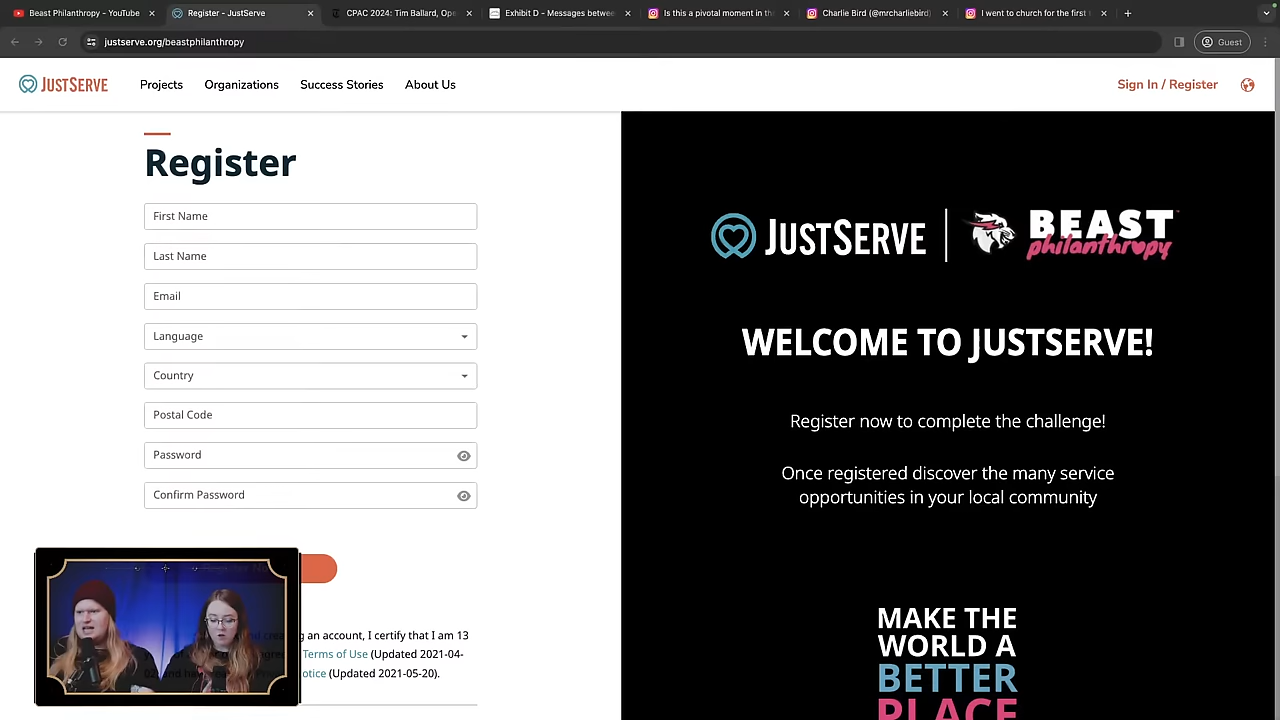 Beast Philanthropy - YouTube
Register - JustServe
CPAC 2024: Tim Ballard, Ope
Exhibit D - Messages betwee
Is this a pivotal moment in th
Charlie Bird (@mrcharliebird)
I went to church for the first
justserve.org/beastphilanthropy
Guest
JUSTSERVE
Projects
Organizations
Success Stories
About Us
Sign In / Register
Register
First Name
Last Name
Email
Language
Country
Postal Code
Password
Confirm Password
g an account, I certify that I am 13
Terms of Use (Updated 2021-04-
otice (Updated 2021-05-20).
JUSTSERVE
BEAST
philanthropy
WELCOME TO JUSTSERVE!
Register now to complete the challenge!
Once registered discover the many service
opportunities in your local community
MAKE THE
WORLD A
BETTER
PLACE